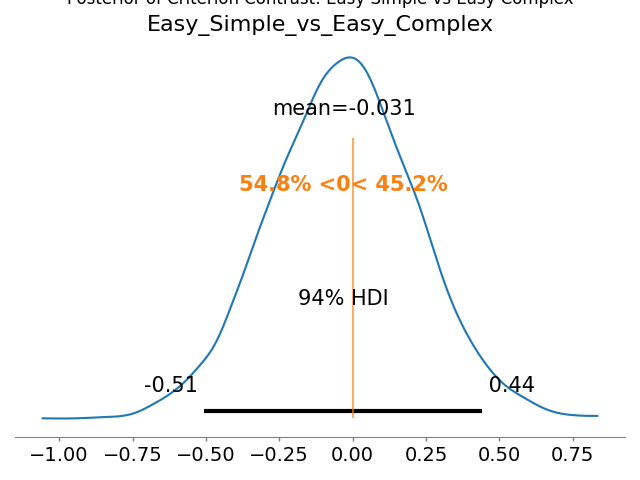 Posterior of Criterion Contrast: Easy Simple vs Easy Complex
Easy_Simple_vs_Easy_Complex
mean=-0.031
54.8% <0< 45.2%
94% HDI
-0.51 0.44
−1.00 −0.75 −0.50 −0.25 0.00 0.25 0.50 0.75